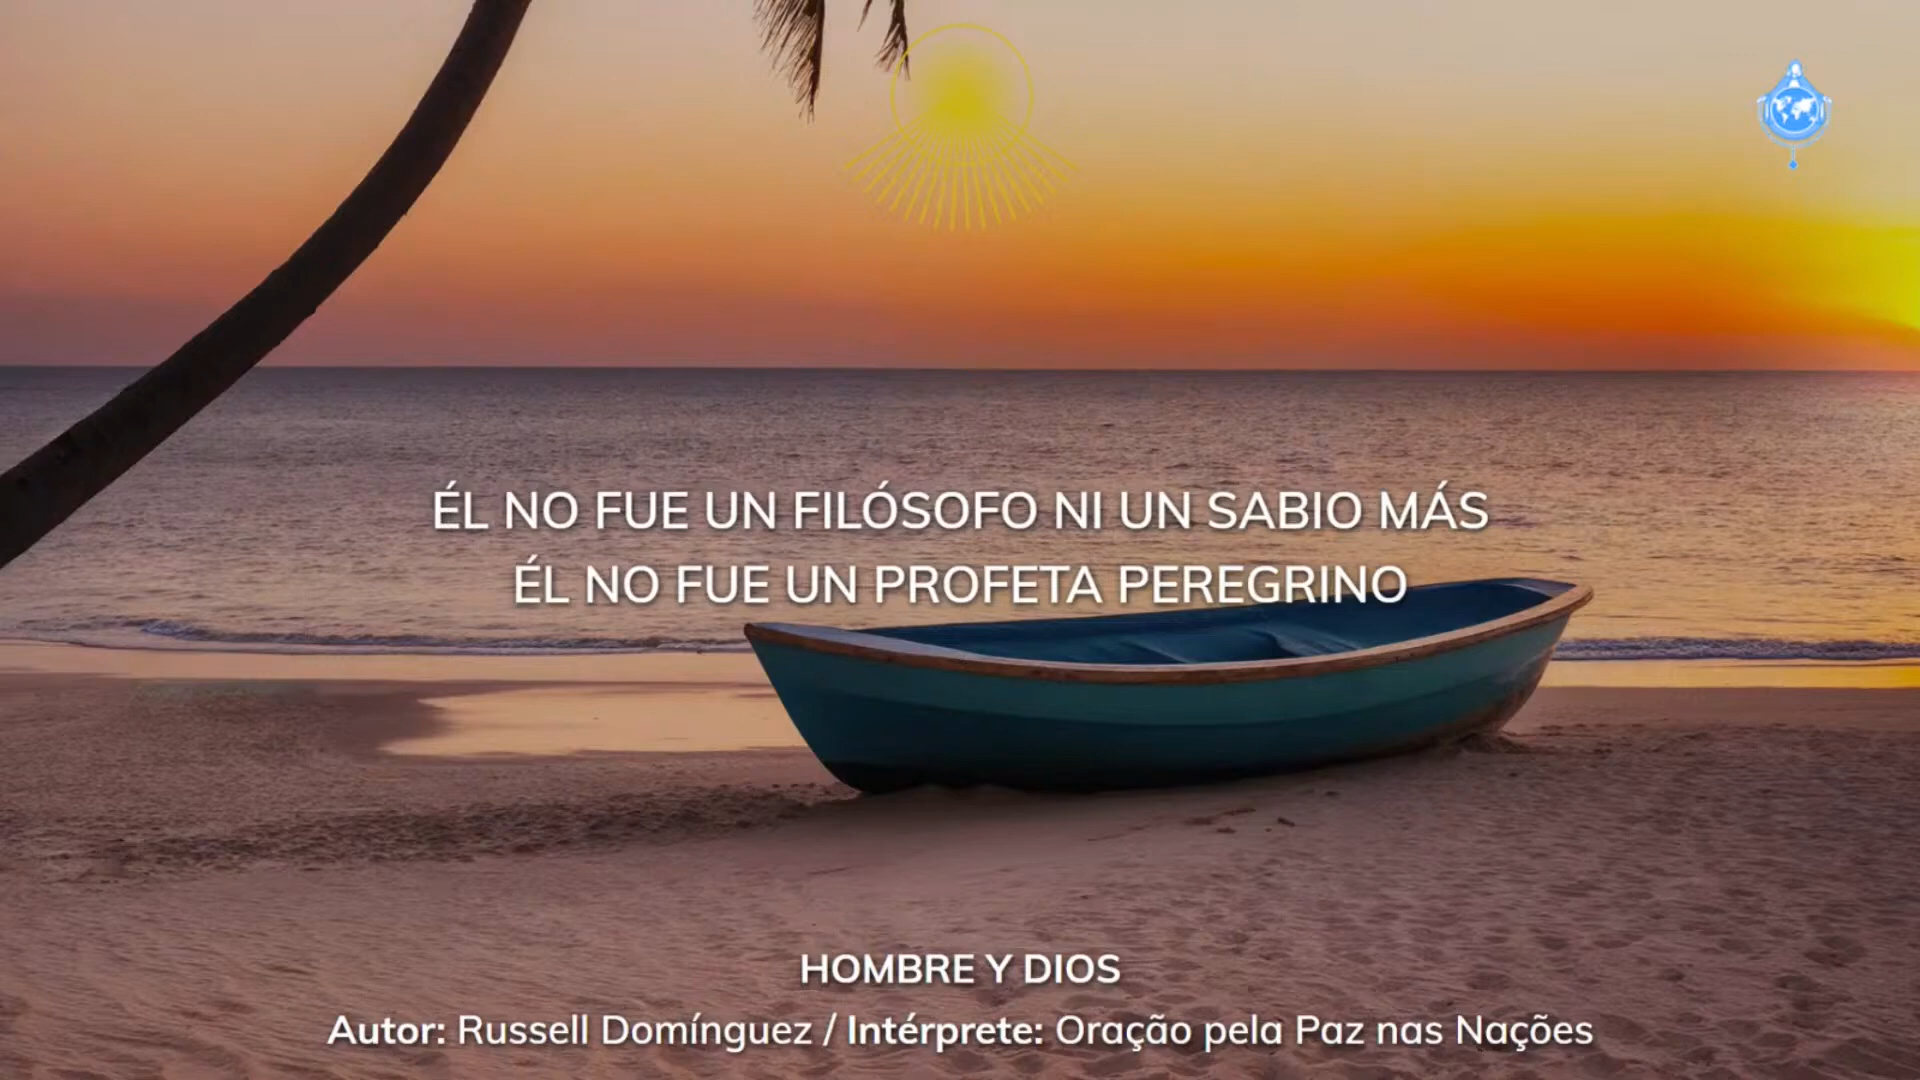 ÉL NO FUE UN FILÓSOFO NI UN SABIO MÁS
ÉL NO FUE UN PROFETA PEREGRINO
HOMBRE Y DIOS
Autor: Russell Domínguez / Intérprete: Oração pela Paz nas Nações